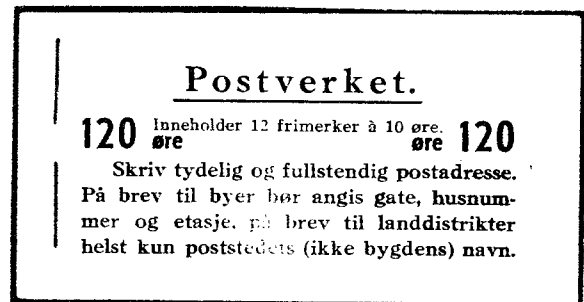 Postverket.
120 øre Inneholder 12 frimerker à 10 øre. øre 120
Skriv tydelig og fullstendig postadresse.
På brev til byer bør angis gate, husnum-
mer og etasje, på brev til landdistrikter
helst kun poststedets (ikke bygdens) navn.